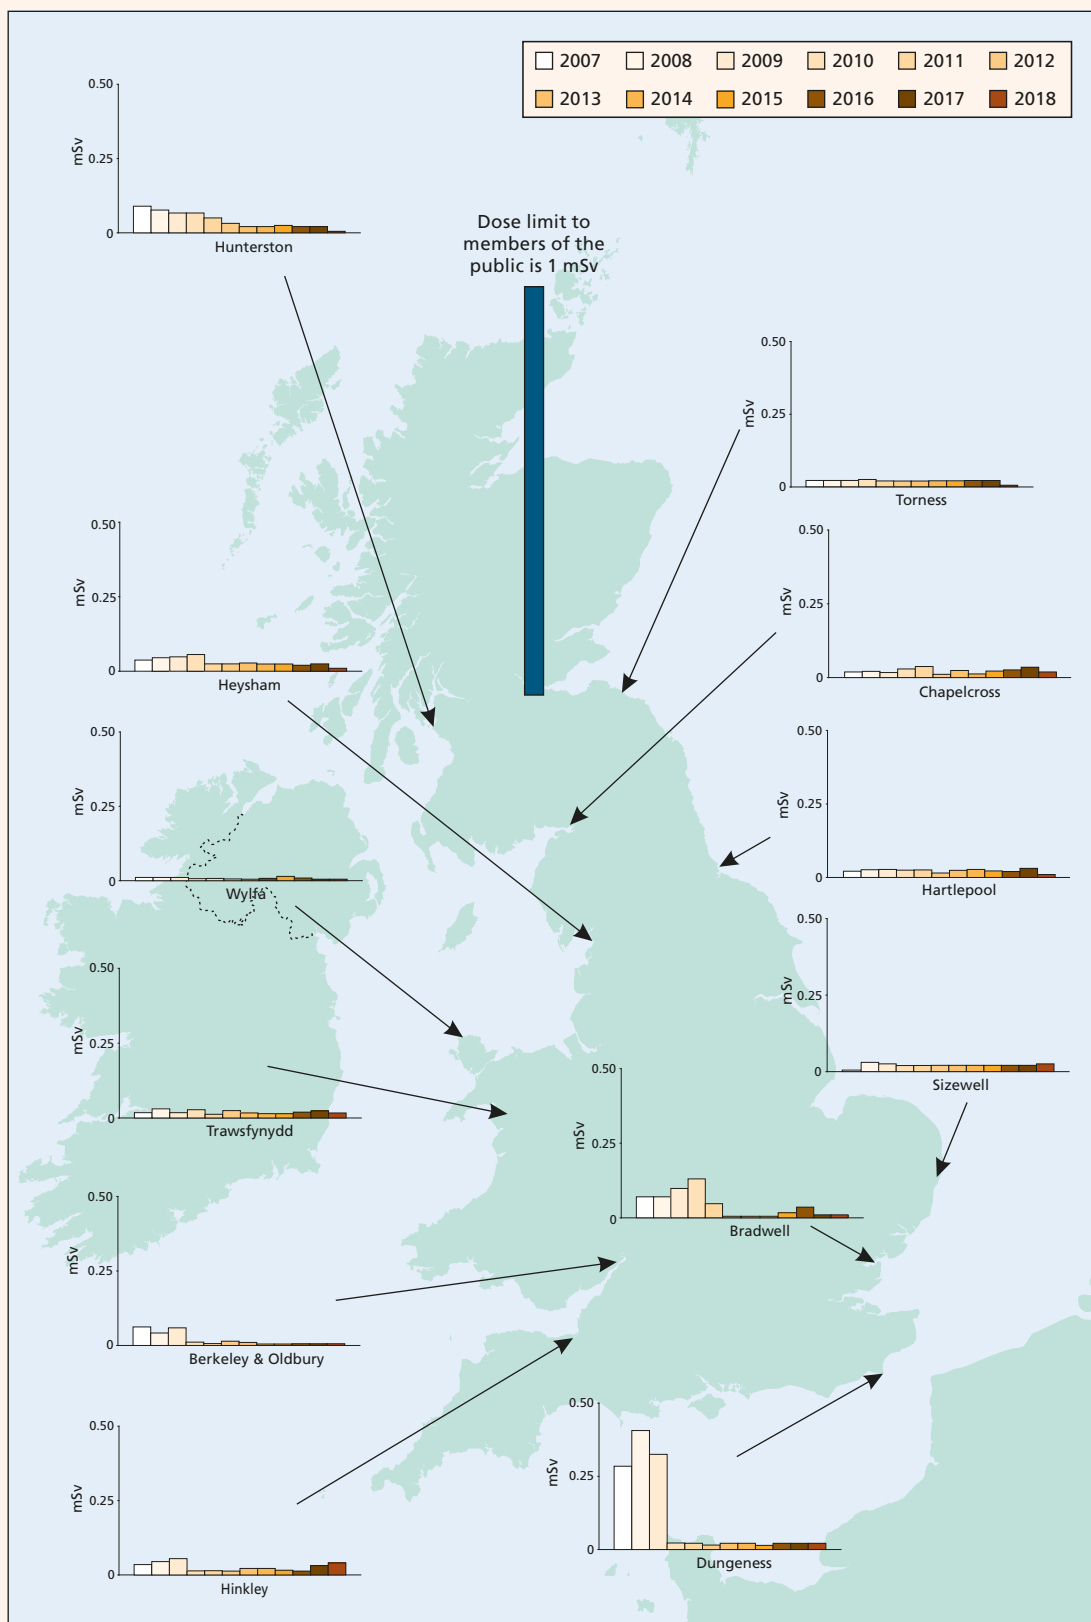 2007 2008 2009 2010 2011 2012
2013 2014 2015 2016 2017 2018
0.50
mSv
0.25
0
Hunterston
Dose limit to
members of the
public is 1 mSv
0.50
mSv
0.25
0
Torness
0.50
mSv
0.25
0
Heysham
0.50
mSv
0.25
0
Chapelcross
0.50
mSv
0.25
0
Wylfa
0.50
mSv
0.25
0
Hartlepool
0.50
mSv
0.25
0
Sizewell
0.50
mSv
0.25
0
Trawsfynydd
0.50
mSv
0.25
0
Bradwell
0.50
mSv
0.25
0
Berkeley & Oldbury
0.50
mSv
0.25
0
Dungeness
0.50
mSv
0.25
0
Hinkley